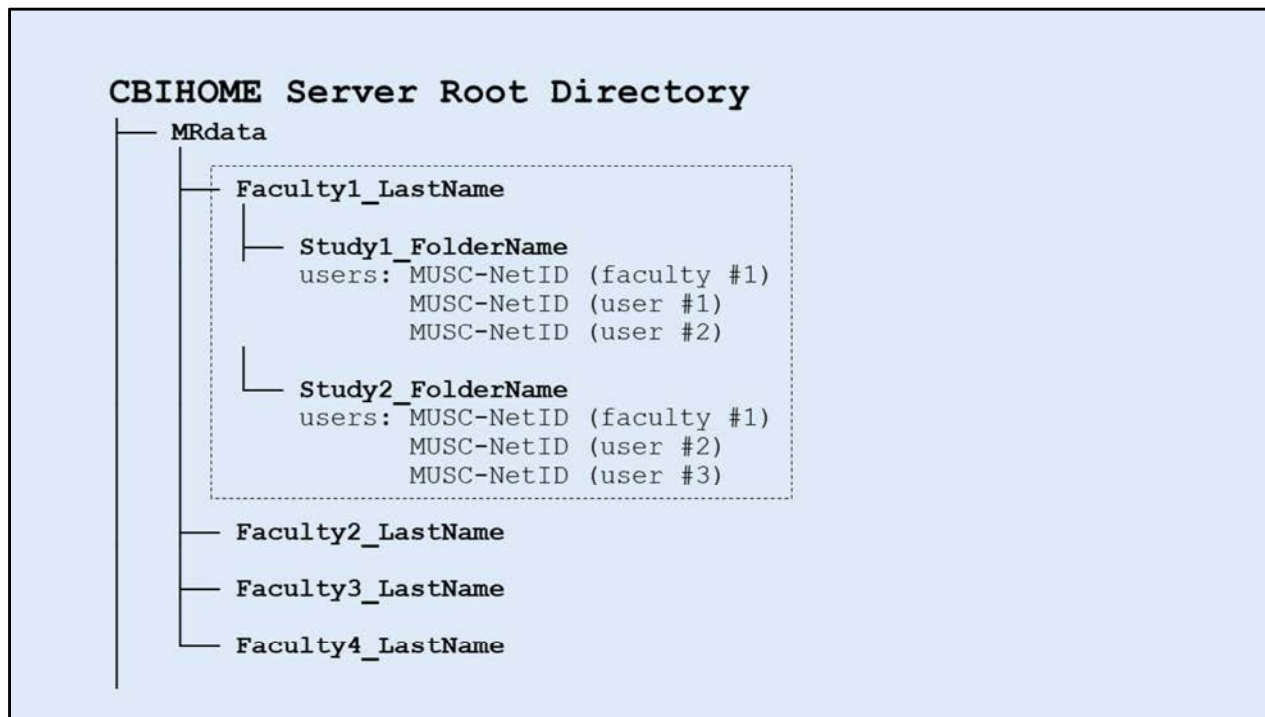 CBIHOME Server Root Directory
MRdata
Faculty1_LastName
Study1_FolderName
users: MUSC-NetID (faculty #1)
MUSC-NetID (user #1)
MUSC-NetID (user #2)
Study2_FolderName
users: MUSC-NetID (faculty #1)
MUSC-NetID (user #2)
MUSC-NetID (user #3)
Faculty2_LastName
Faculty3_LastName
Faculty4_LastName